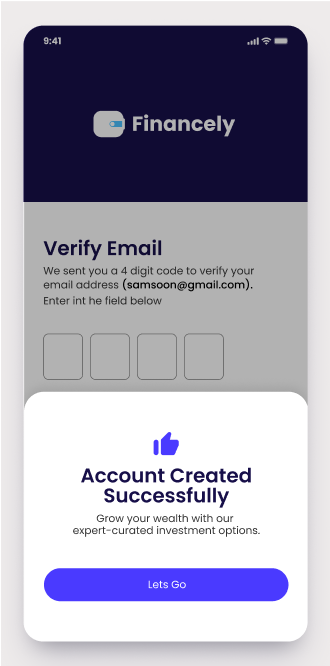 9:41
Financely
Verify Email
We sent you a 4 digit code to verify your
email address (samsoon@gmail.com).
Enter int he field below
Account Created
Successfully
Grow your wealth with our
expert-curated investment options.
Lets Go